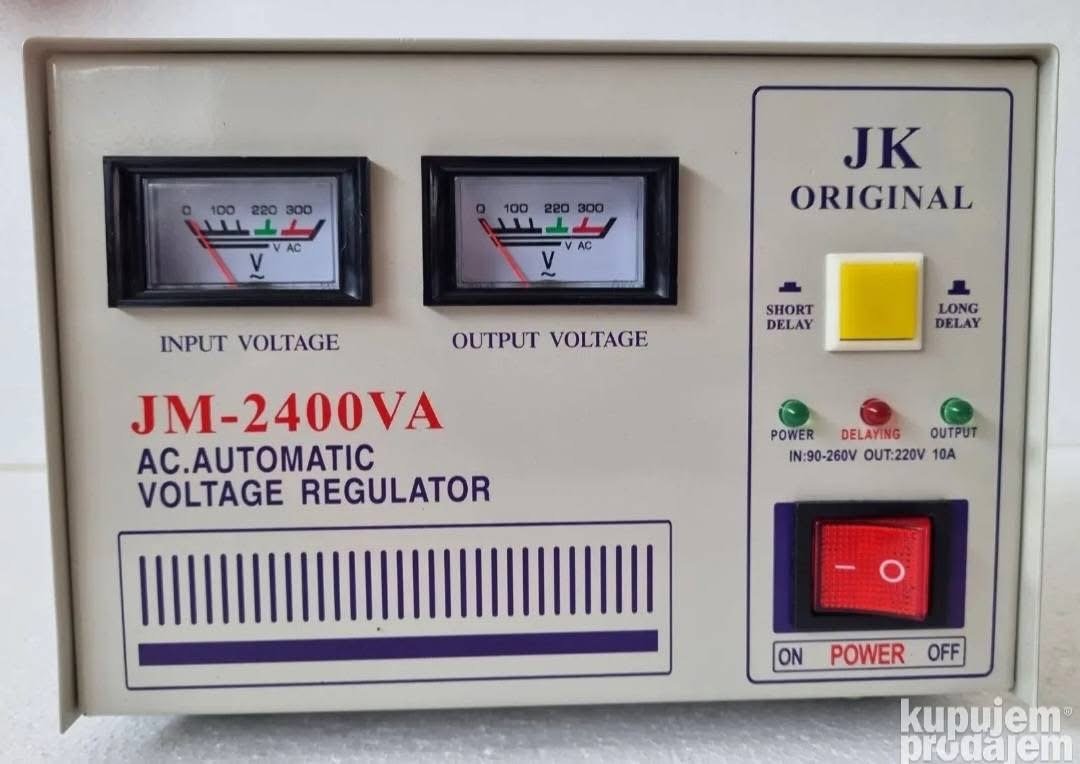 JK
ORIGINAL
0 100 220 300
V AC
V
~
INPUT VOLTAGE
0 100 220 300
V AC
V
~
OUTPUT VOLTAGE
SHORT
DELAY
LONG
DELAY
JM-2400VA
AC.AUTOMATIC
VOLTAGE REGULATOR
POWER DELAYING OUTPUT
IN:90-260V OUT:220V 10A
I O
ON POWER OFF
kupujem®
prodajem